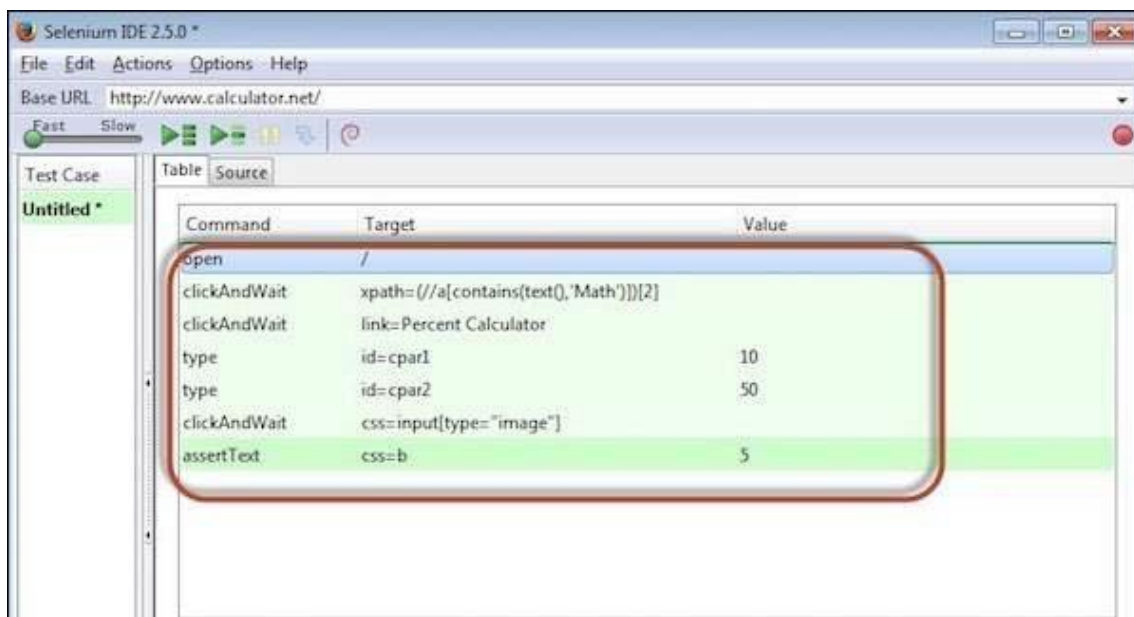 Selenium IDE 2.5.0 *
File Edit Actions Options Help
Base URL http://www.calculator.net/
Fast Slow
Test Case Table Source
Untitled *
Command Target Value
open /
clickAndWait xpath=(//a[contains(text(),'Math')])[2]
clickAndWait link=Percent Calculator
type id=cpar1 10
type id=cpar2 50
clickAndWait css=input[type="image"]
assertText css=b 5